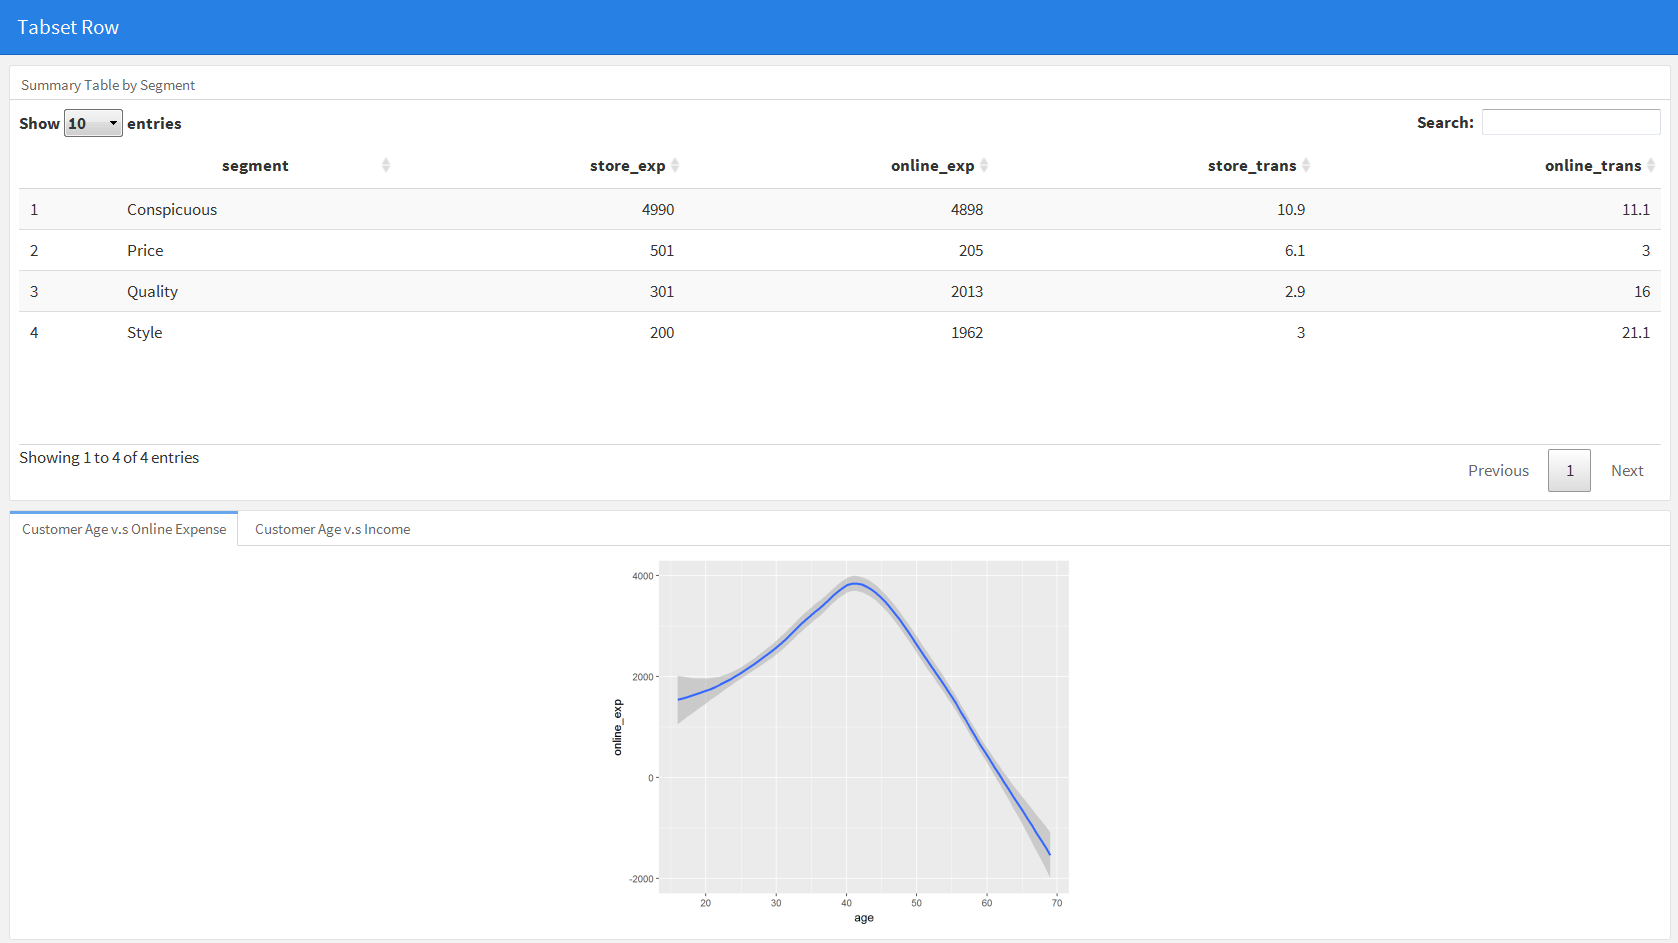 Tabset Row
Summary Table by Segment
Show 10 entries Search:
segment store_exp online_exp store_trans online_trans
1 Conspicuous 4990 4898 10.9 11.1
2 Price 501 205 6.1 3
3 Quality 301 2013 2.9 16
4 Style 200 1962 3 21.1
Showing 1 to 4 of 4 entries
Previous 1 Next
Customer Age v.s Online Expense Customer Age v.s Income
4000
2000
online_exp
0
-2000
20 30 40 50 60 70
age